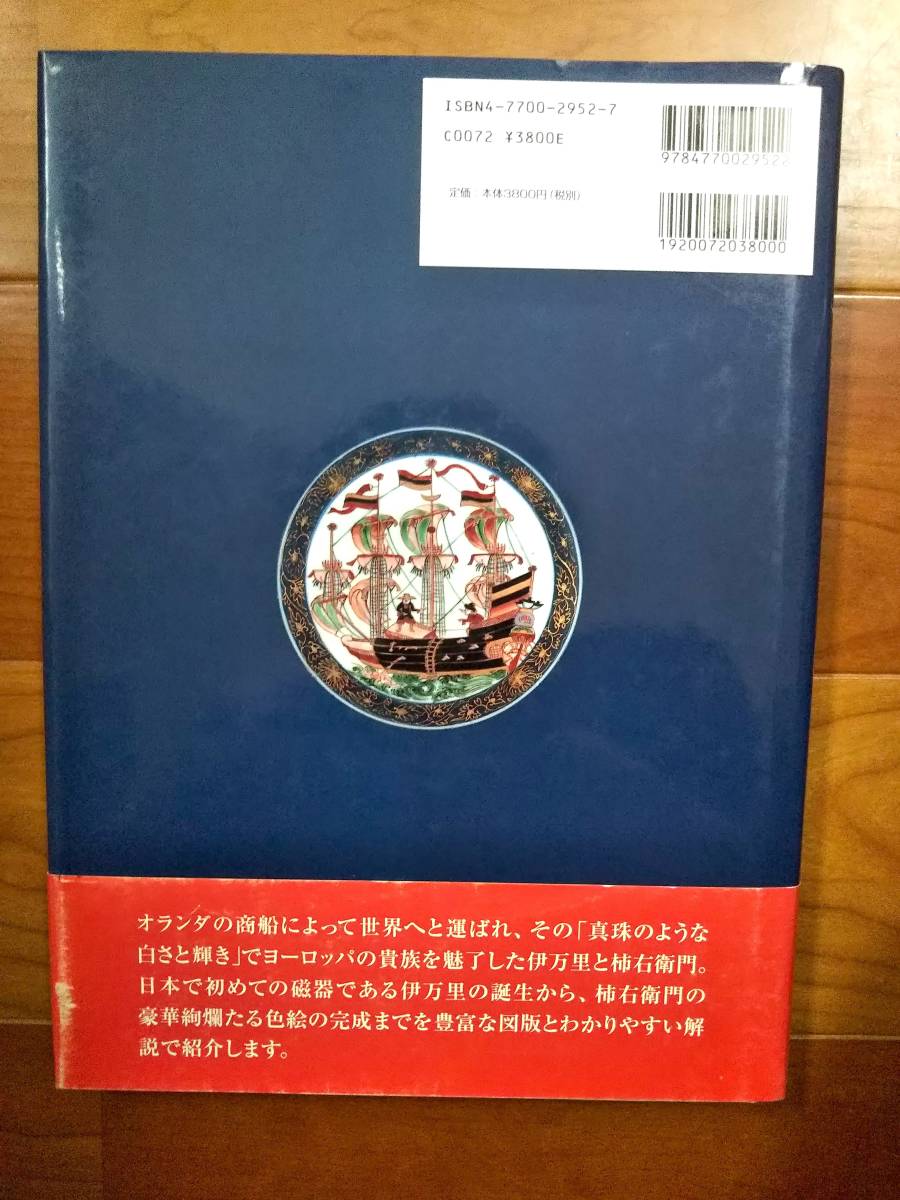 ISBN4-7700-2952-7
C0072 ¥3800E
9784770029522
定価：本体3800円（税別）
1920072038000
オランダの商船によって世界へと運ばれ、その「真珠のような
白さと輝き」でヨーロッパの貴族を魅了した伊万里と柿右衛門。
日本で初めての磁器である伊万里の誕生から、柿右衛門の
豪華絢爛たる色絵の完成までを豊富な図版とわかりやすい解
説で紹介します。